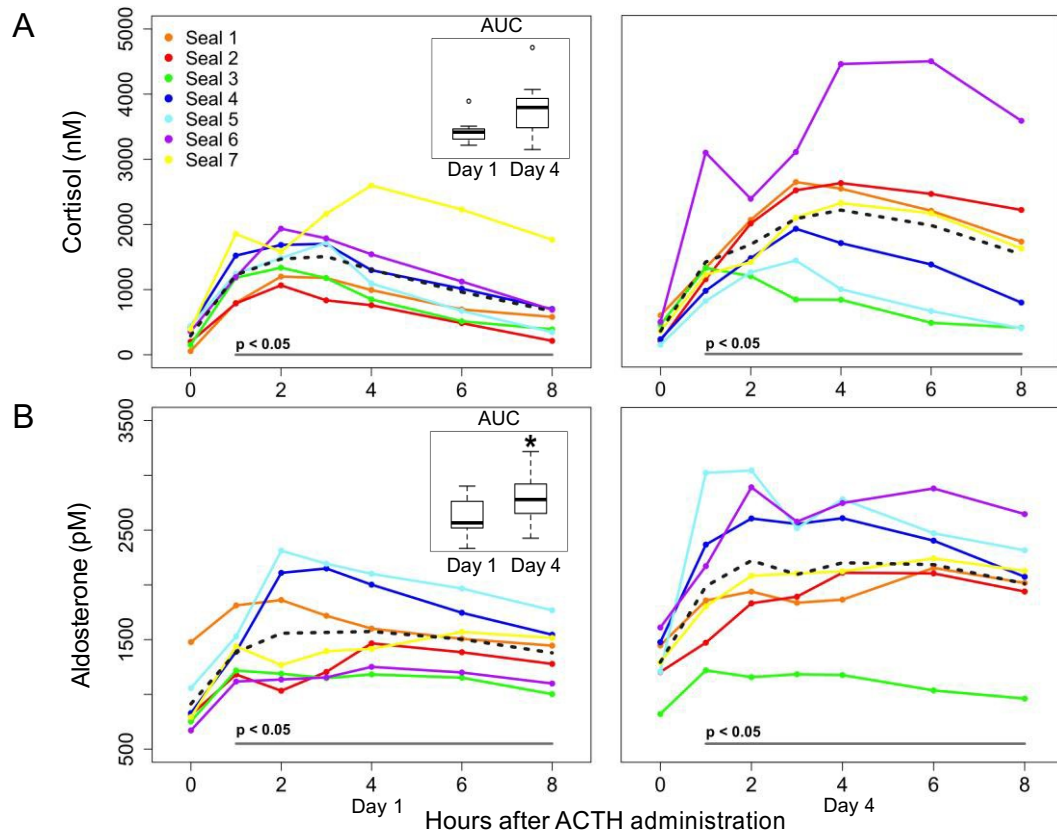 A
Cortisol (nM)
5000
4000
3000
2000
1000
0
Seal 1
Seal 2
Seal 3
Seal 4
Seal 5
Seal 6
Seal 7
AUC
Day 1 Day 4
p < 0.05
0 2 4 6 8
p < 0.05
0 2 4 6 8
B
Aldosterone (pM)
3500
2500
1500
500
AUC
*
Day 1 Day 4
p < 0.05
0 2 4 6 8
Day 1
p < 0.05
0 2 4 6 8
Day 4
Hours after ACTH administration